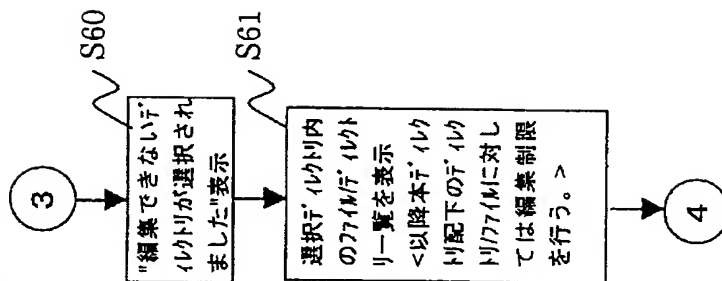 3
S60
"編集できないデ
ィレクトリが選択され
ました"表示
S61
選択ディレクトリ内
のファイル/ディレクト
リ一覧を表示
<以降本ディレク
トリ配下のディレク
トリ/ファイルに対し
ては編集制限
を行う。>
4